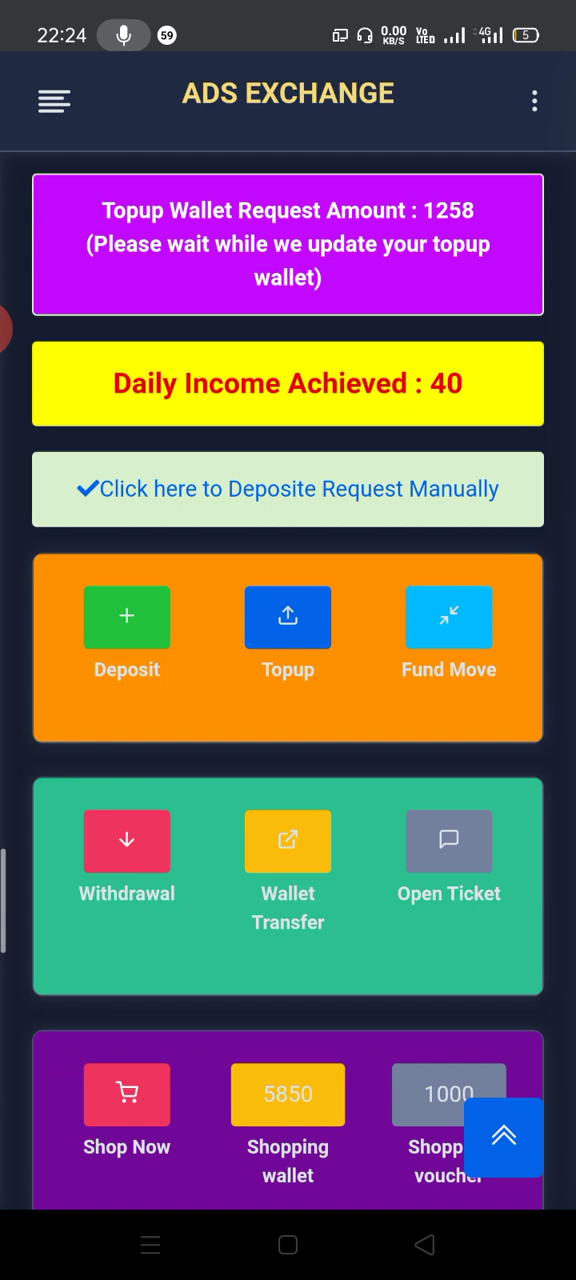 22:24
59
0.00
KB/S
Vo
LTED
4G
5
ADS EXCHANGE
Topup Wallet Request Amount : 1258
(Please wait while we update your topup
wallet)
Daily Income Achieved : 40
Click here to Deposite Request Manually
Deposit
Topup
Fund Move
Withdrawal
Wallet
Transfer
Open Ticket
Shop Now
5850
Shopping
wallet
1000
Shopp
vouche